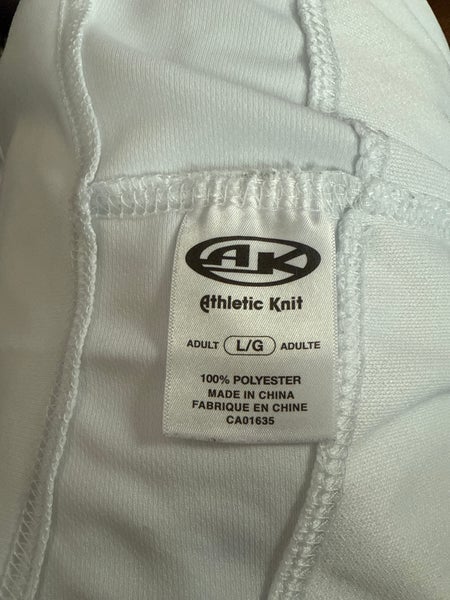 AK
Athletic Knit
ADULT L/G ADULTE
100% POLYESTER
MADE IN CHINA
FABRIQUE EN CHINE
CA01635